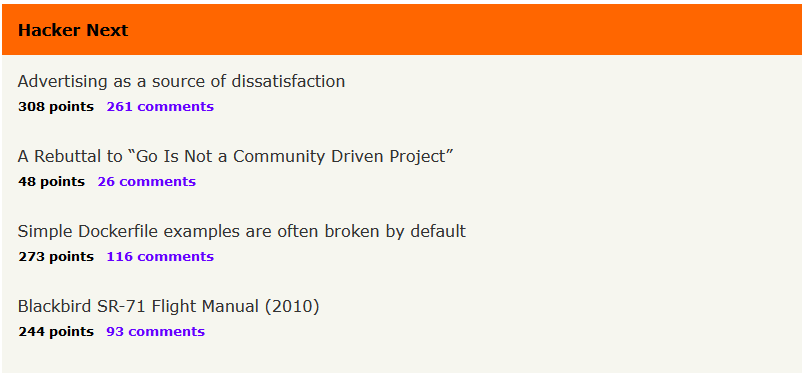 Hacker Next
Advertising as a source of dissatisfaction
308 points 261 comments
A Rebuttal to “Go Is Not a Community Driven Project”
48 points 26 comments
Simple Dockerfile examples are often broken by default
273 points 116 comments
Blackbird SR-71 Flight Manual (2010)
244 points 93 comments